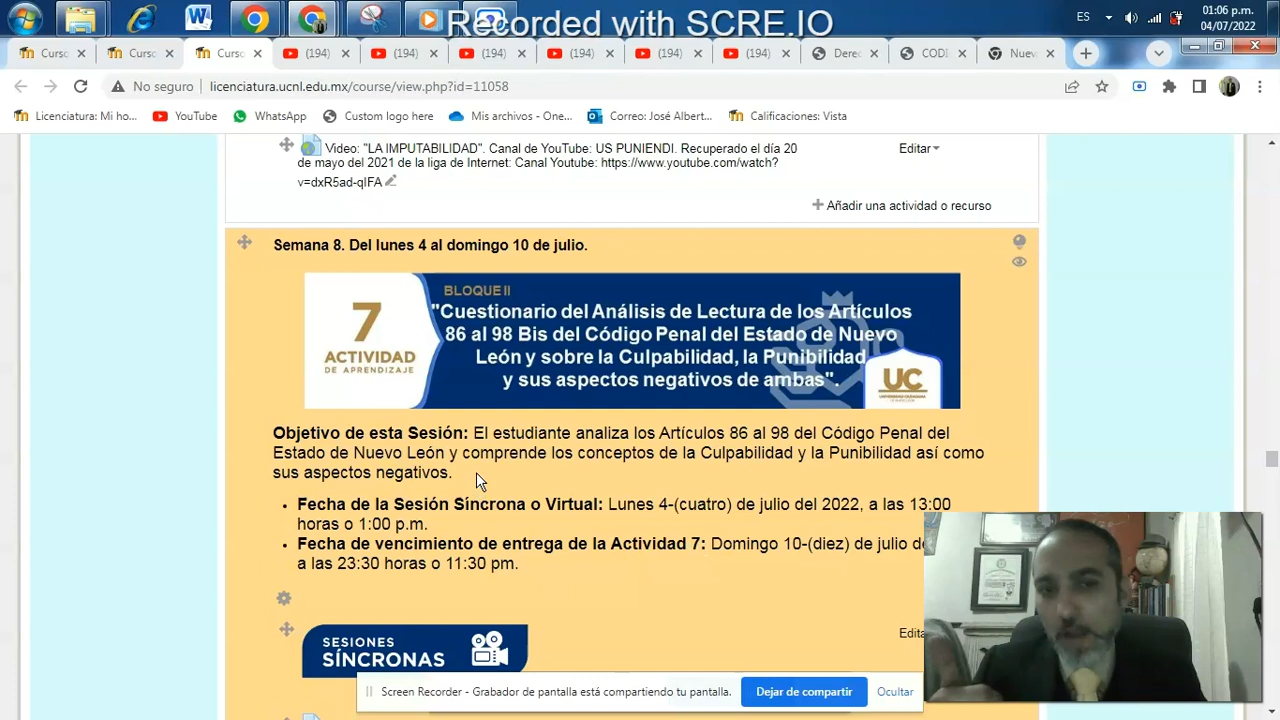 Recorded with SCRE.IO
ES
01:06 p.m.
04/07/2022
Curso
Curso
Curso
(194)
(194)
(194)
(194)
(194)
(194)
Derec
CODI
Nuev
No seguro
licenciatura.ucnl.edu.mx/course/view.php?id=11058
Licenciatura: Mi ho...
YouTube
WhatsApp
Custom logo here
Mis archivos - One...
Correo: José Albert...
Calificaciones: Vista
Video: "LA IMPUTABILIDAD". Canal de YouTube: US PUNIENDI. Recuperado el día 20
de mayo del 2021 de la liga de Internet: Canal Youtube: https://www.youtube.com/watch?
v=dxR5ad-qIFA
Editar
Añadir una actividad o recurso
Semana 8. Del lunes 4 al domingo 10 de julio.
7
ACTIVIDAD
DE APRENDIZAJE
BLOQUE II
"Cuestionario del Análisis de Lectura de los Artículos
86 al 98 Bis del Código Penal del Estado de Nuevo
León y sobre la Culpabilidad, la Punibilidad
y sus aspectos negativos de ambas".
UC
Objetivo de esta Sesión: El estudiante analiza los Artículos 86 al 98 del Código Penal del
Estado de Nuevo León y comprende los conceptos de la Culpabilidad y la Punibilidad así como
sus aspectos negativos.
Fecha de la Sesión Síncrona o Virtual: Lunes 4-(cuatro) de julio del 2022, a las 13:00
horas o 1:00 p.m.
Fecha de vencimiento de entrega de la Actividad 7: Domingo 10-(diez) de julio de
a las 23:30 horas o 11:30 pm.
SESIONES
SÍNCRONAS
Edita
Screen Recorder - Grabador de pantalla está compartiendo tu pantalla.
Dejar de compartir
Ocultar